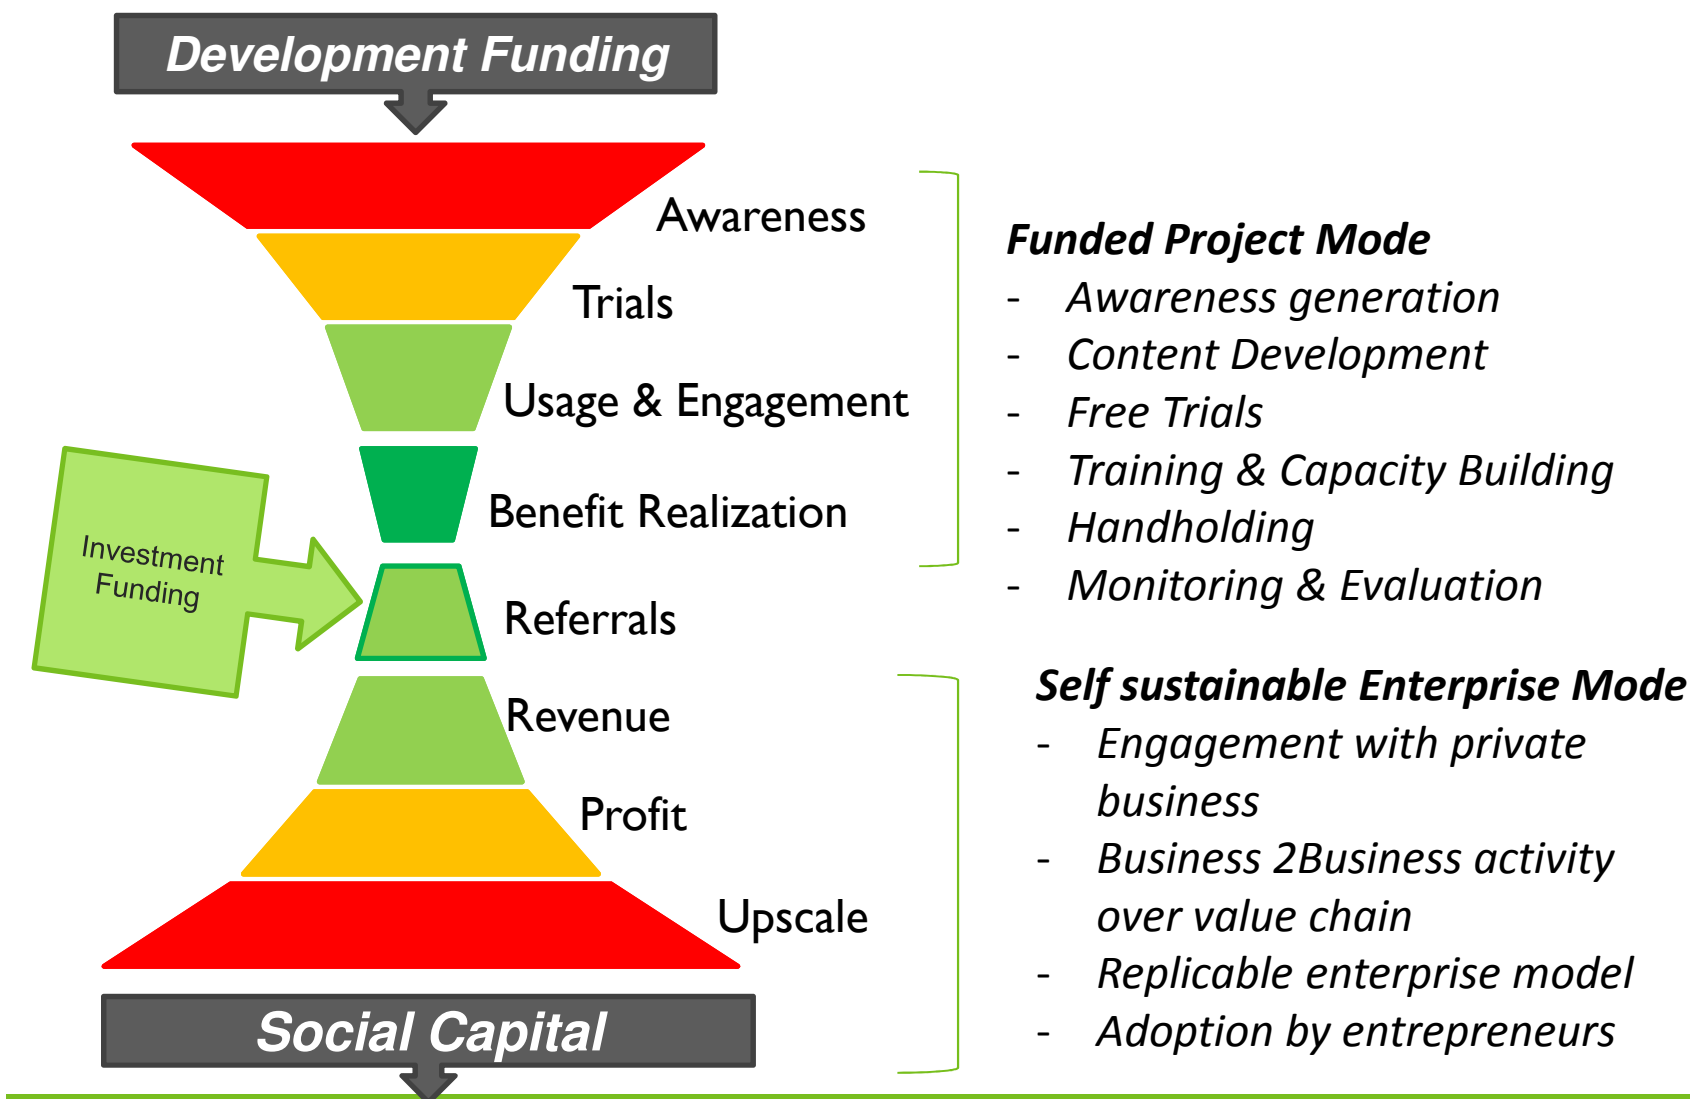 Development Funding
Awareness
Trials
Usage & Engagement
Benefit Realization
Investment
Funding
Referrals
Revenue
Profit
Upscale
Social Capital
Funded Project Mode
- Awareness generation
- Content Development
- Free Trials
- Training & Capacity Building
- Handholding
- Monitoring & Evaluation
Self sustainable Enterprise Mode
- Engagement with private
business
- Business 2Business activity
over value chain
- Replicable enterprise model
- Adoption by entrepreneurs